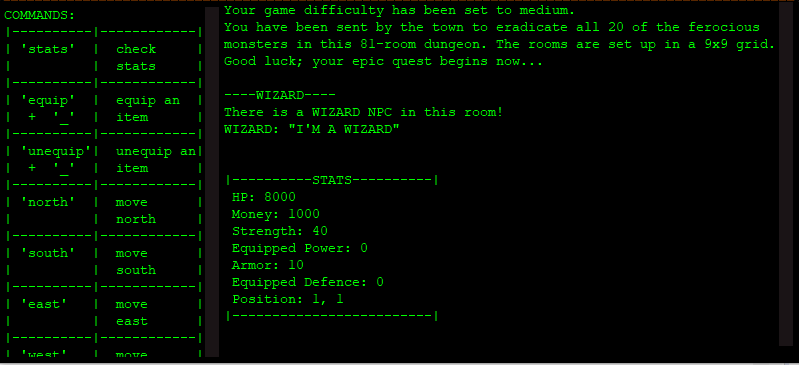 COMMANDS:
|----------|------------|
| 'stats'  |  check     |
|          |  stats     |
|----------|------------|
| 'equip'  |  equip an  |
|  +  '_'  |  item      |
|----------|------------|
| 'unequip'|  unequip an|
|  +  '_'  |  item      |
|----------|------------|
| 'north'  |  move      |
|          |  north     |
|----------|------------|
| 'south'  |  move      |
|          |  south     |
|----------|------------|
| 'east'   |  move      |
|          |  east      |
|----------|------------|
| 'west'   |  move      |
Your game difficulty has been set to medium.
You have been sent by the town to eradicate all 20 of the ferocious
monsters in this 81-room dungeon. The rooms are set up in a 9x9 grid.
Good luck; your epic quest begins now...
----WIZARD----
There is a WIZARD NPC in this room!
WIZARD: "I'M A WIZARD"
|----------STATS----------|
HP: 8000
Money: 1000
Strength: 40
Equipped Power: 0
Armor: 10
Equipped Defence: 0
Position: 1, 1
|-------------------------|